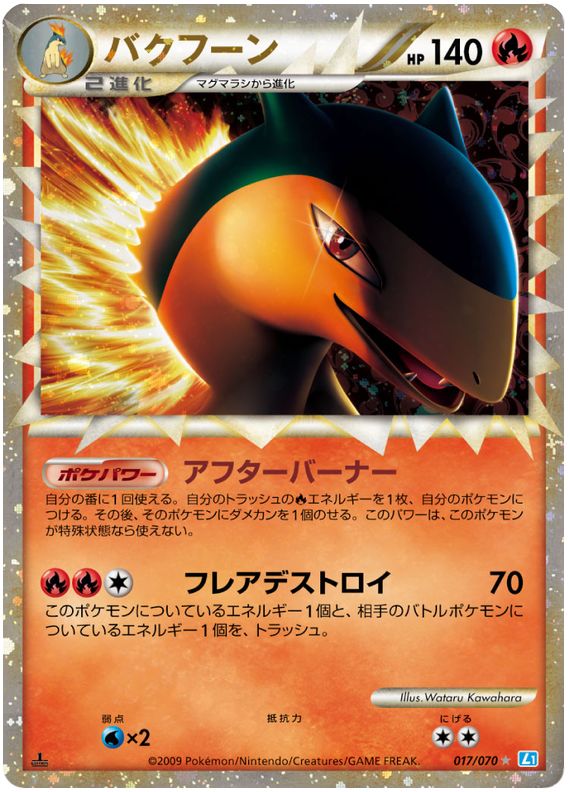 バクフーン
HP 140
2進化
マグマラシから進化
ポケパワー アフターバーナー
自分の番に1回使える。自分のトラッシュの エネルギーを1枚、自分のポケモンに
つける。その後、そのポケモンにダメカンを1個のせる。このパワーは、このポケモン
が特殊状態なら使えない。
フレアデストロイ 70
このポケモンについているエネルギー1個と、相手のバトルポケモンに
ついているエネルギー1個を、トラッシュ。
Illus. Wataru Kawahara
弱点 抵抗力 にげる
×2
©2009 Pokémon/Nintendo/Creatures/GAME FREAK.
017/070 ★ L1